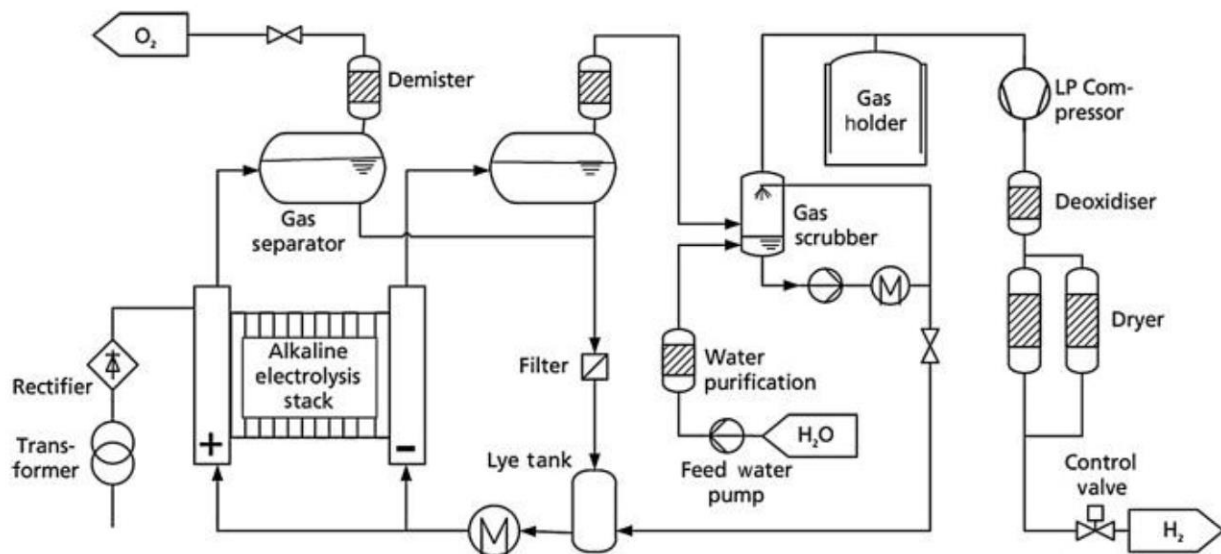 O₂
Demister
Gas
separator
Gas
holder
LP Com-
pressor
Gas
scrubber
Deoxidiser
Dryer
Alkaline
electrolysis
stack
+
-
Rectifier
Trans-
former
Filter
Water
purification
H₂O
Feed water
pump
Lye tank
M
M
Control
valve
H₂